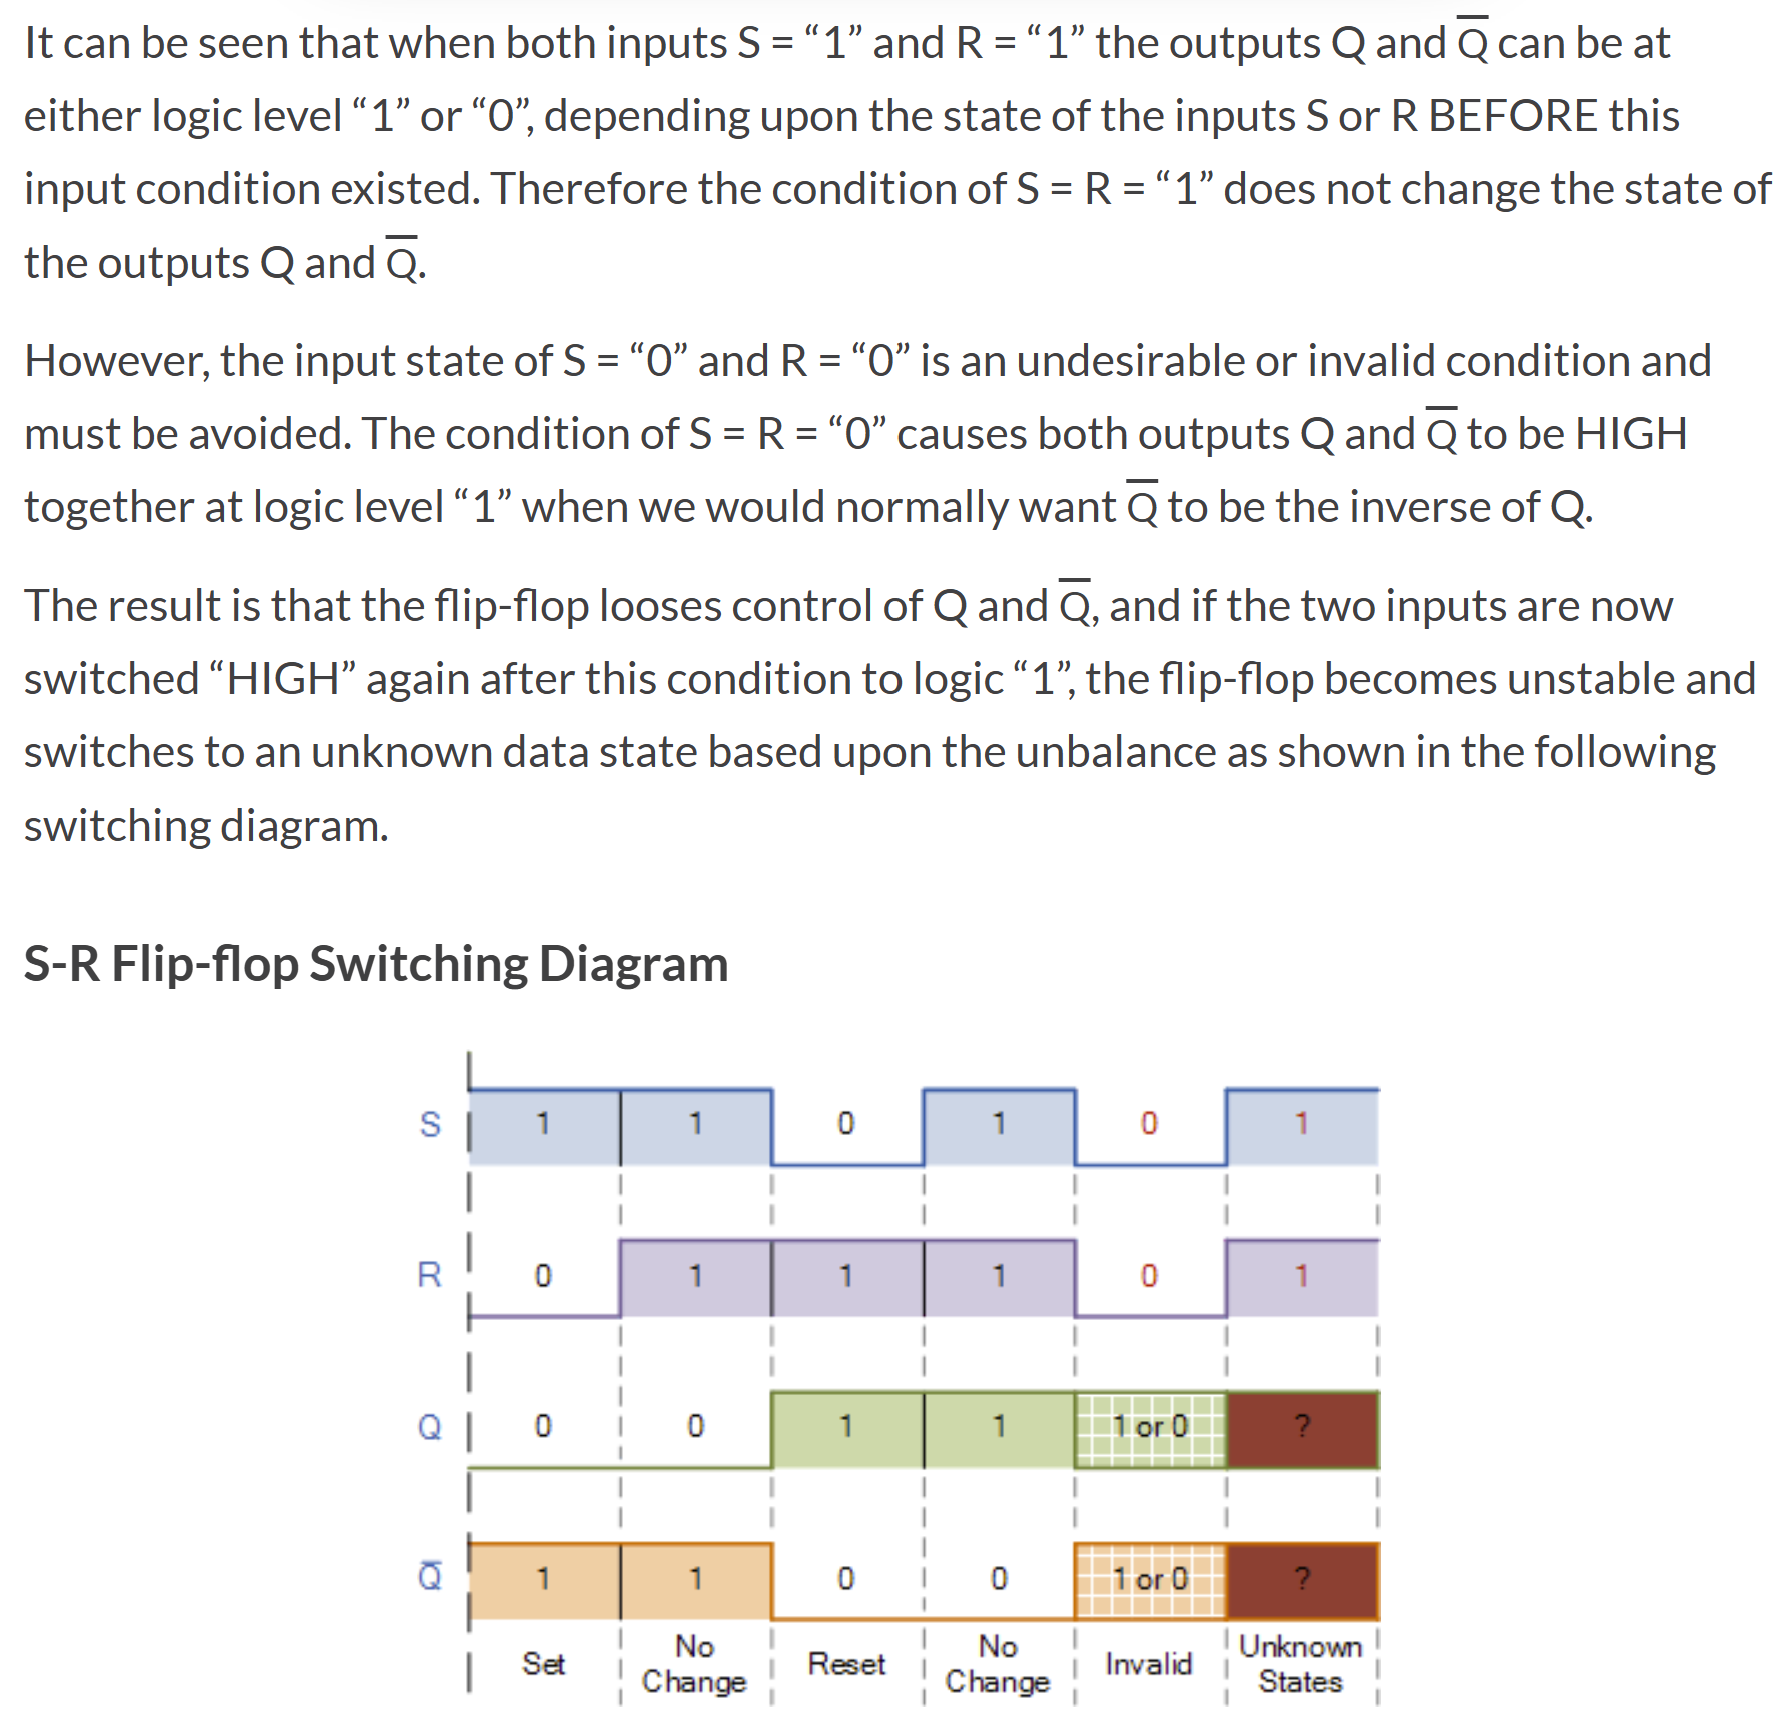 It can be seen that when both inputs S = “1” and R = “1” the outputs Q and Q̅ can be at
either logic level “1” or “0”, depending upon the state of the inputs S or R BEFORE this
input condition existed. Therefore the condition of S = R = “1” does not change the state of
the outputs Q and Q̅.
However, the input state of S = “0” and R = “0” is an undesirable or invalid condition and
must be avoided. The condition of S = R = “0” causes both outputs Q and Q̅ to be HIGH
together at logic level “1” when we would normally want Q̅ to be the inverse of Q.
The result is that the flip-flop looses control of Q and Q̅, and if the two inputs are now
switched “HIGH” again after this condition to logic “1”, the flip-flop becomes unstable and
switches to an unknown data state based upon the unbalance as shown in the following
switching diagram.
S-R Flip-flop Switching Diagram
S 1 1 0 1 0 1
R 0 1 1 1 0 1
Q 0 0 1 1 1 or 0 ?
Q̅ 1 1 0 0 1 or 0 ?
Set No Change Reset No Change Invalid Unknown States